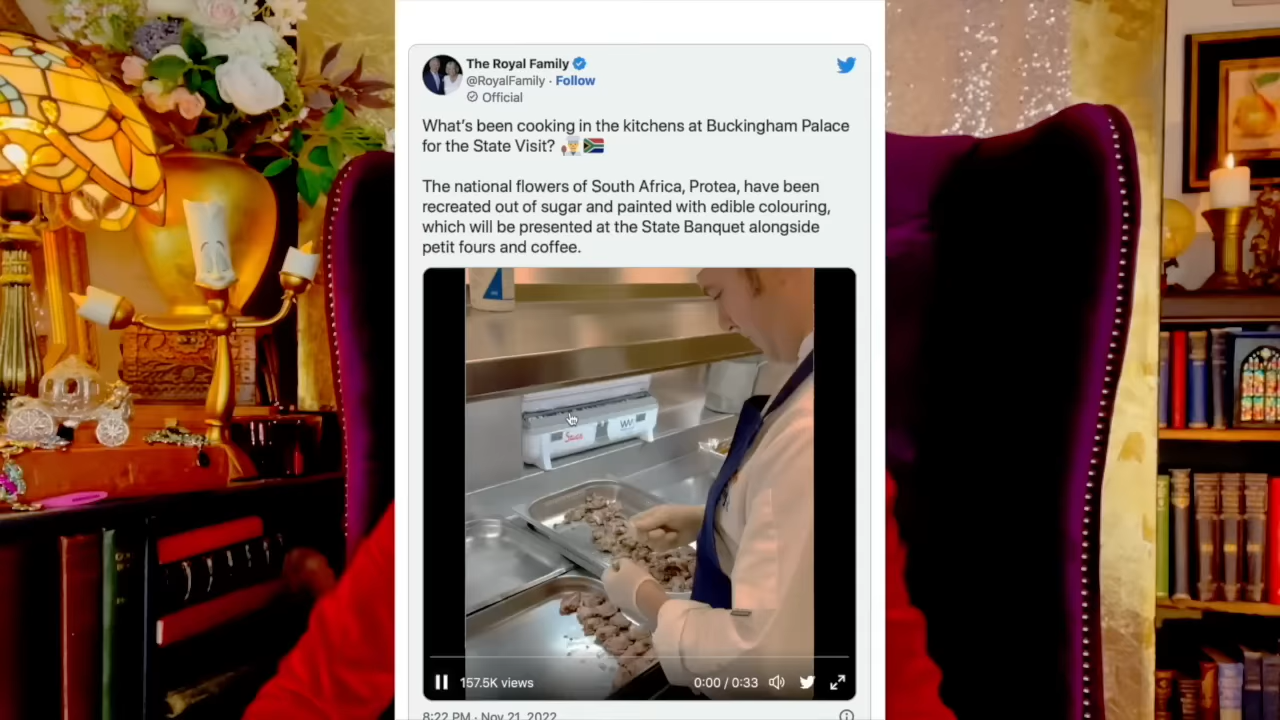 The Royal Family
@RoyalFamily · Follow
Official
What's been cooking in the kitchens at Buckingham Palace
for the State Visit? 👨‍🍳🇿🇦
The national flowers of South Africa, Protea, have been
recreated out of sugar and painted with edible colouring,
which will be presented at the State Banquet alongside
petit fours and coffee.
157.5K views
0:00 / 0:33
8:22 PM · Nov 21, 2022